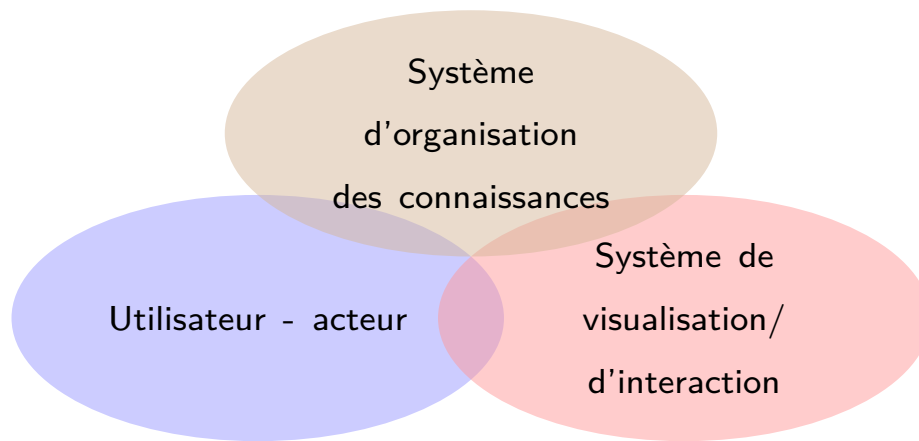 Système
d'organisation
des connaissances
Utilisateur - acteur
Système de
visualisation/
d'interaction